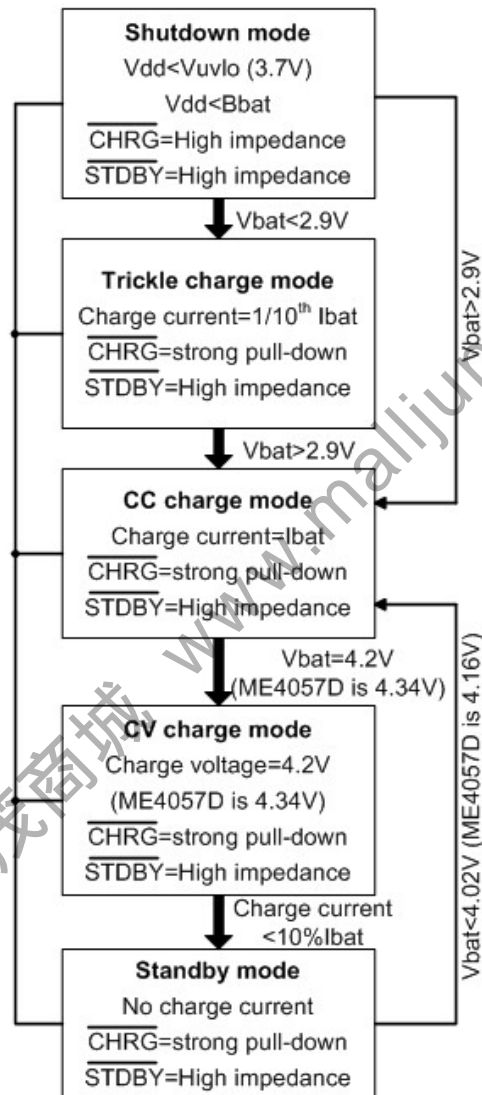 Shutdown mode
Vdd<Vuvlo (3.7V)
Vdd<Bbat
CHRG=High impedance
STDBY=High impedance
Vbat<2.9V
Vbat>2.9V
Trickle charge mode
Charge current=1/10th Ibat
CHRG=strong pull-down
STDBY=High impedance
Vbat>2.9V
CC charge mode
Charge current=Ibat
CHRG=strong pull-down
STDBY=High impedance
Vbat=4.2V
(ME4057D is 4.34V)
Vbat<4.02V (ME4057D is 4.16V)
CV charge mode
Charge voltage=4.2V
(ME4057D is 4.34V)
CHRG=strong pull-down
STDBY=High impedance
Charge current
<10%Ibat
Standby mode
No charge current
CHRG=strong pull-down
STDBY=High impedance
商城 www.mallju